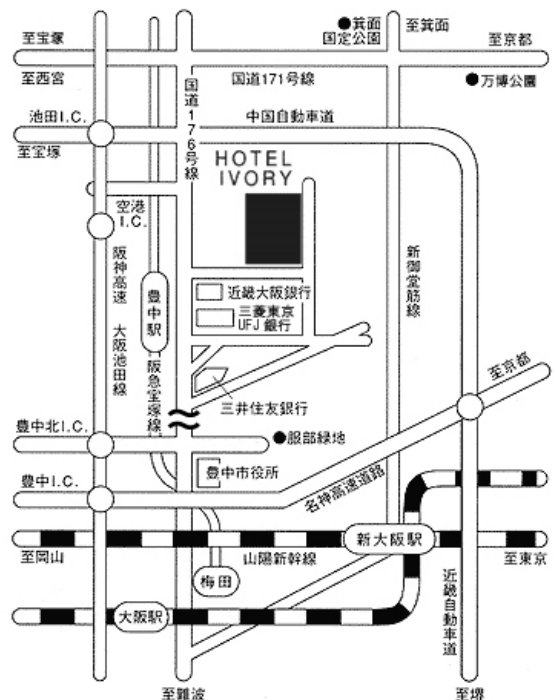 ●箕面
国定公園
至箕面
至宝塚
至京都
至西宮
国道171号線
●万博公園
国道176号線
池田I.C.
中国自動車道
至宝塚
HOTEL
IVORY
空港
I.C.
阪神高速 大阪池田線
豊中駅
新御堂筋線
近畿大阪銀行
三菱東京
UFJ銀行
阪急宝塚線
至京都
三井住友銀行
豊中北I.C.
●服部緑地
豊中市役所
豊中I.C.
名神高速道路
新大阪駅
至岡山
山陽新幹線
至東京
梅田
近畿自動車道
大阪駅
至難波
至堺